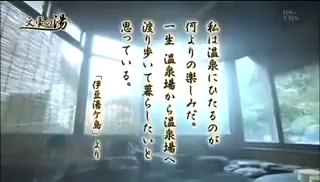 文豪の湯
BS-TBS
私は温泉にひたるのが
何よりの楽しみだ。
一生 温泉場から温泉場へ
渡り歩いて暮らしたいと
思っている。
「伊豆湯ケ島」より